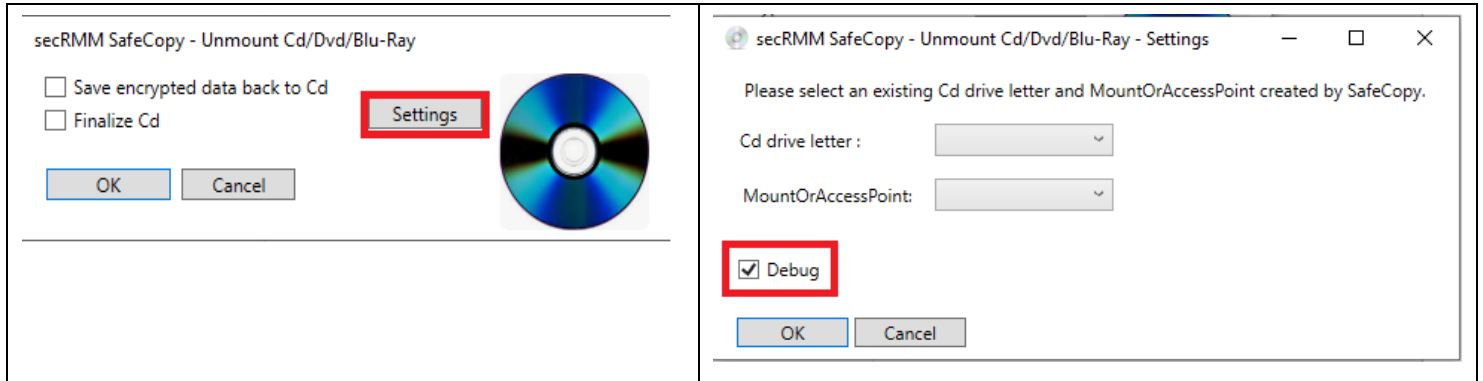 secRMM SafeCopy - Unmount Cd/Dvd/Blu-Ray
Save encrypted data back to Cd
Finalize Cd
Settings
OK Cancel
secRMM SafeCopy - Unmount Cd/Dvd/Blu-Ray - Settings
Please select an existing Cd drive letter and MountOrAccessPoint created by SafeCopy.
Cd drive letter :
MountOrAccessPoint:
Debug
OK Cancel